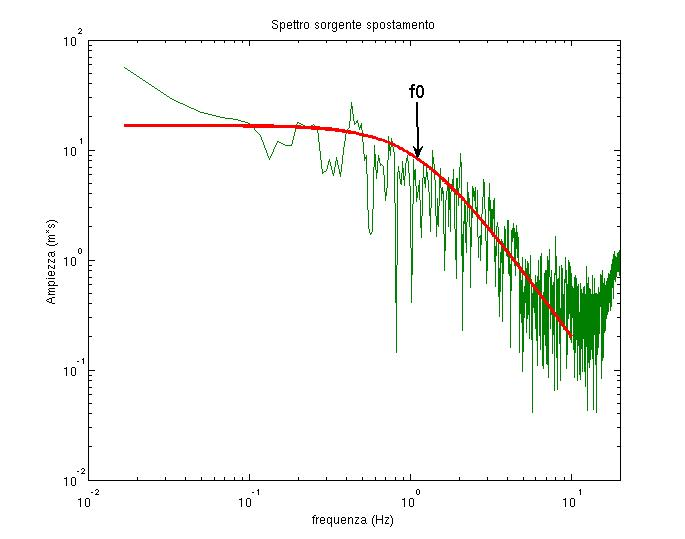 Spettro sorgente spostamento
10^2
10^1
10^0
10^-1
10^-2
Ampiezza (m*s)
f0
10^-2
10^-1
10^0
10^1
frequenza (Hz)